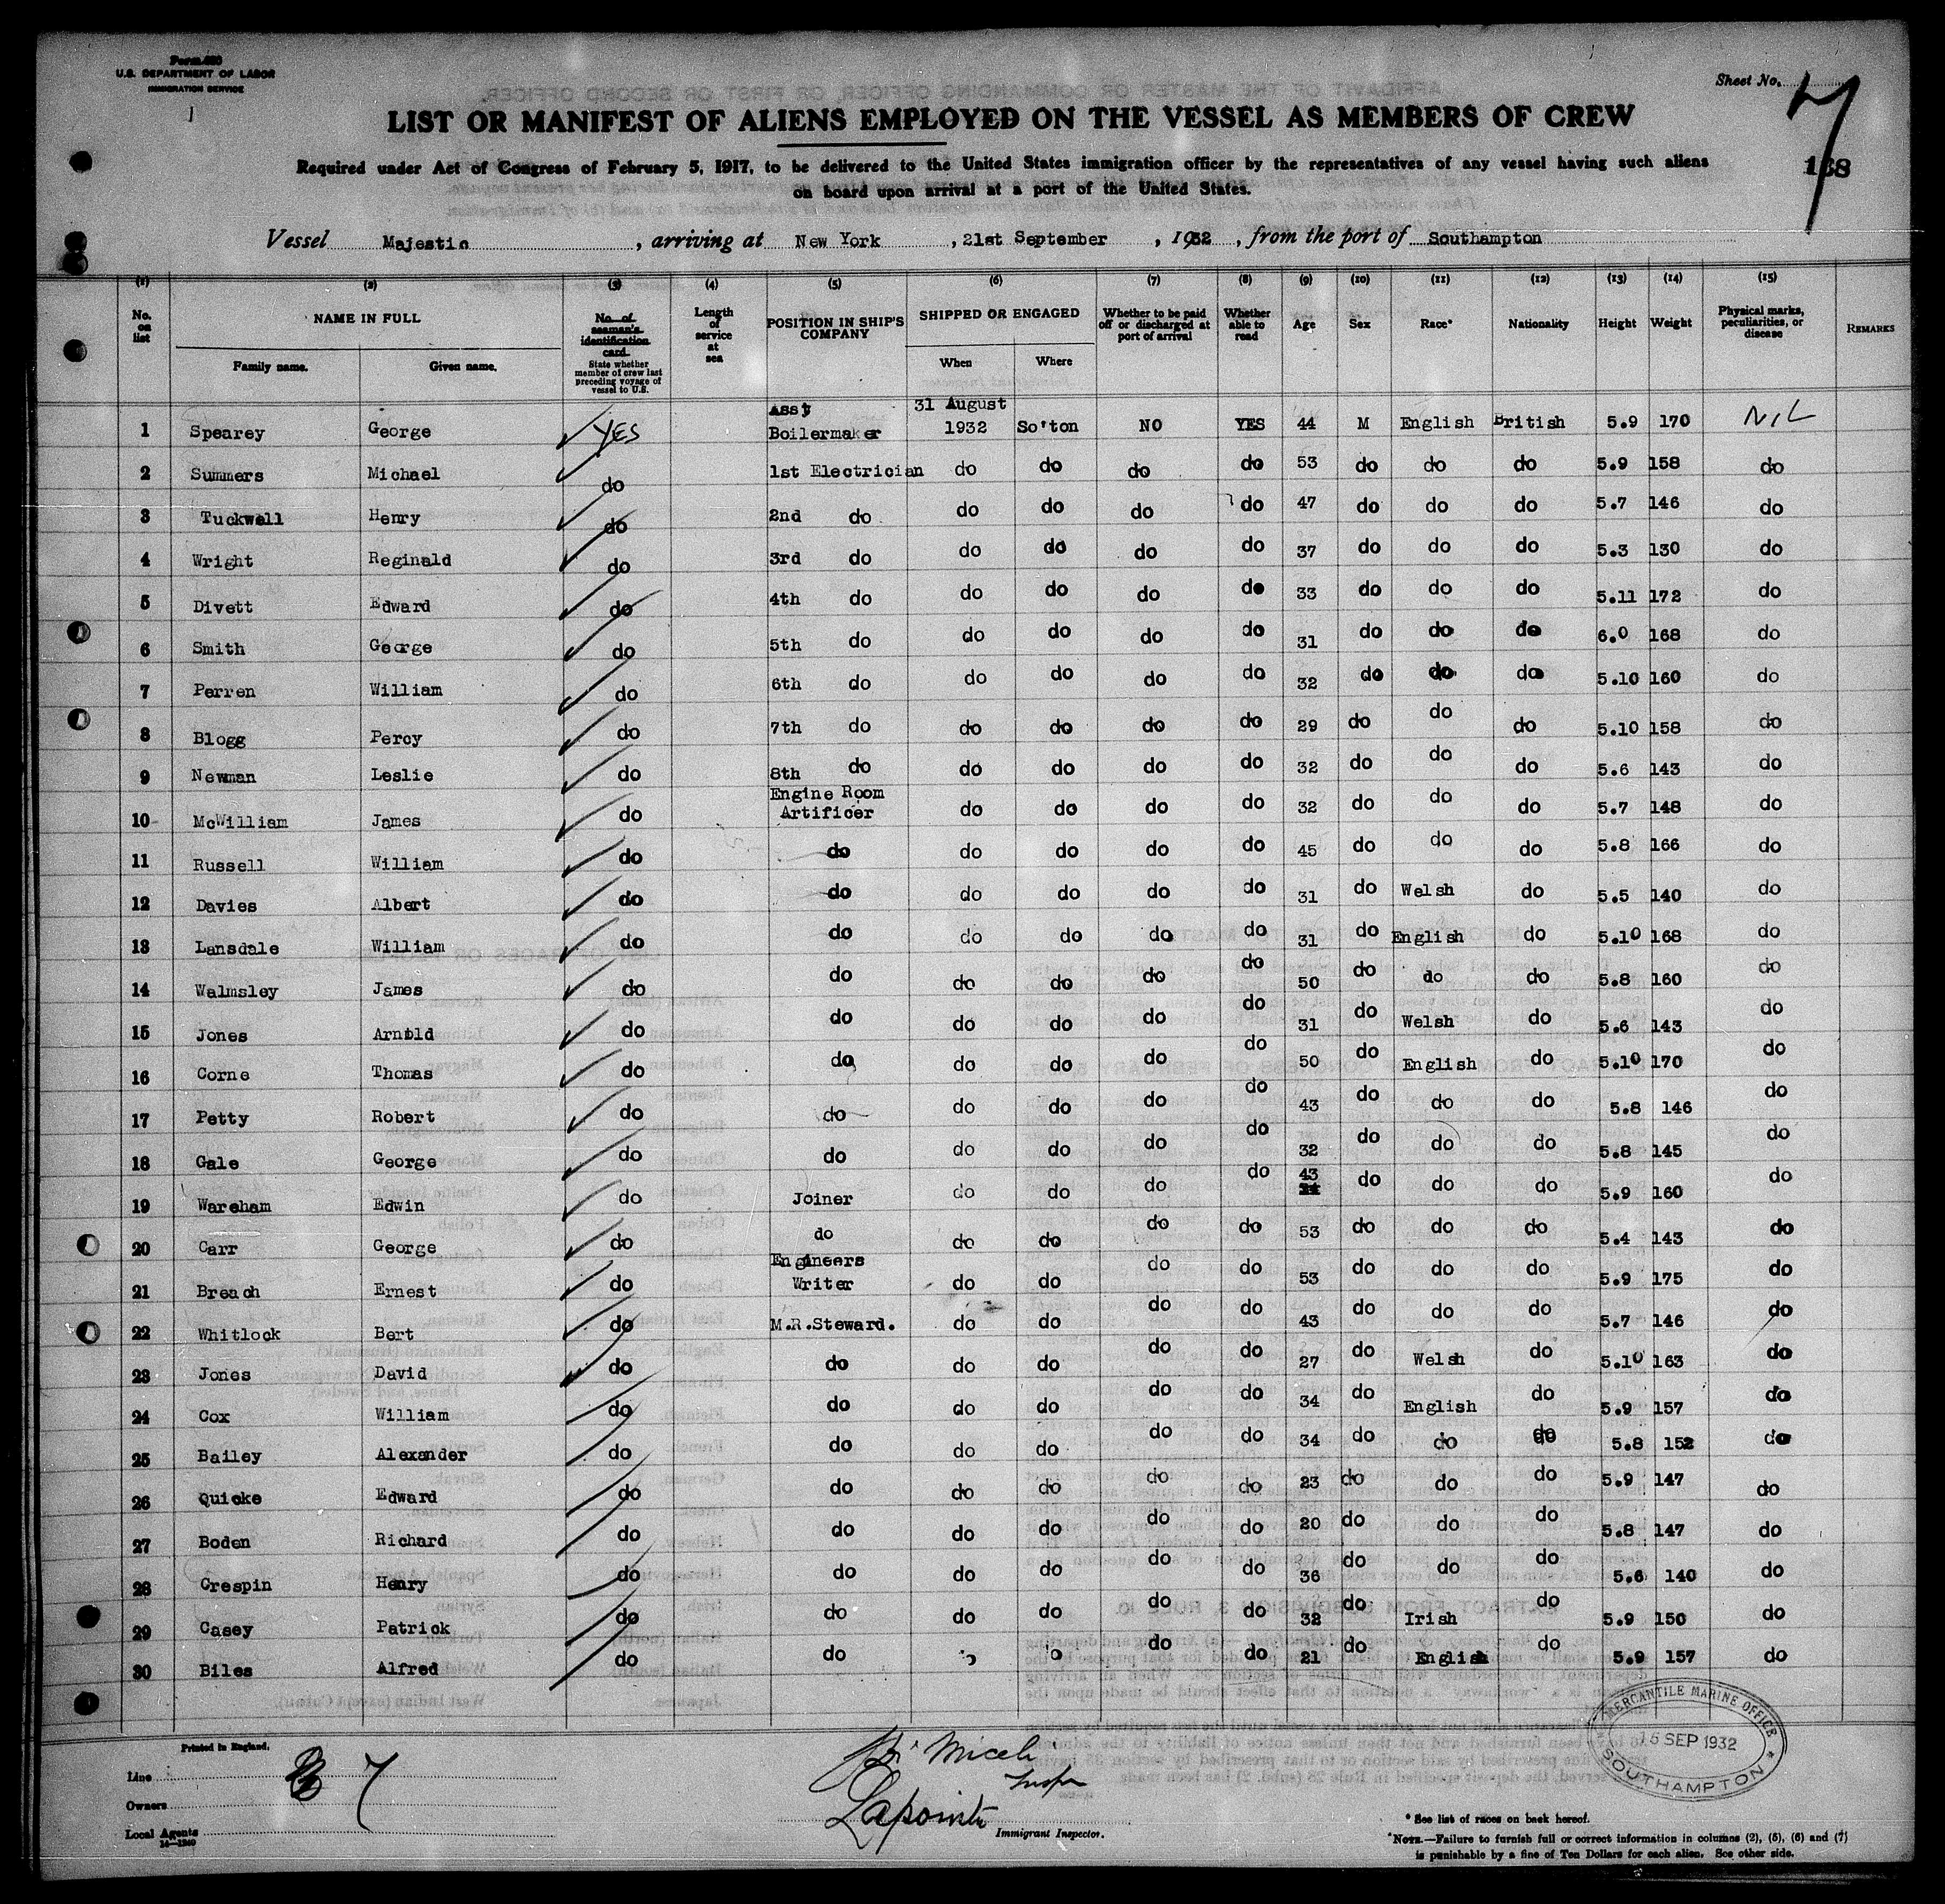 Form 680
U.S. DEPARTMENT OF LABOR
IMMIGRATION SERVICE
Sheet No. 7
168
LIST OR MANIFEST OF ALIENS EMPLOYED ON THE VESSEL AS MEMBERS OF CREW
Required under Act of Congress of February 5, 1917, to be delivered to the United States immigration officer by the representatives of any vessel having such aliens
on board upon arrival at a port of the United States.
Vessel Majestic, arriving at New York, 21st September, 1932, from the port of Southampton
(1) (2) (3) (4) (5) (6) (7) (8) (9) (10) (11) (12) (13) (14) (15)
No. on list
NAME IN FULL
Family name. Given name.
No. of seaman's identification card.
State whether member of crew last preceding voyage of vessel to U.S.
Length of service at sea
POSITION IN SHIP'S COMPANY
SHIPPED OR ENGAGED
When Where
Whether to be paid off or discharged at port of arrival
Whether able to read
Age
Sex
Race*
Nationality
Height
Weight
Physical marks, peculiarities, or disease
REMARKS
1 Spearey George YES Asst Boilermaker 31 August 1932 So'ton NO YES 44 M English British 5.9 170 NIL
2 Summers Michael do 1st Electrician do do do do 53 do do do 5.9 158 do
3 Tuckwell Henry do 2nd do do do do do 47 do do do 5.7 146 do
4 Wright Reginald do 3rd do do do do do 37 do do do 5.3 130 do
5 Divett Edward do 4th do do do do do 33 do do do 5.11 172 do
6 Smith George do 5th do do do do do 31 do do do 6.0 168 do
7 Perren William do 6th do do do do do 32 do do do 5.10 160 do
8 Blogg Percy do 7th do do do do do 29 do do do 5.10 158 do
9 Newman Leslie do 8th do do do do do 32 do do do 5.6 143 do
10 McWilliam James do Engine Room Artificer do do do do 32 do do do 5.7 148 do
11 Russell William do do do do do do 45 do do do 5.8 166 do
12 Davies Albert do do do do do do 31 do Welsh do 5.5 140 do
13 Lansdale William do do do do do do 31 do English do 5.10 168 do
14 Walmsley James do do do do do do 50 do do do 5.8 160 do
15 Jones Arnold do do do do do do 31 do Welsh do 5.6 143 do
16 Corne Thomas do do do do do do 50 do English do 5.10 170 do
17 Petty Robert do do do do do do 43 do do do 5.8 146 do
18 Gale George do do do do do do 32 do do do 5.8 145 do
19 Wareham Edwin do Joiner do do do do 43 do do do 5.9 160 do
20 Carr George do do do do do do 53 do do do 5.4 143 do
21 Breach Ernest do Engineers Writer do do do do 53 do do do 5.9 175 do
22 Whitlock Bert do M.R.Steward. do do do do 43 do do do 5.7 146 do
23 Jones David do do do do do do 27 do Welsh do 5.10 163 do
24 Cox William do do do do do do 34 do English do 5.9 157 do
25 Bailey Alexander do do do do do do 34 do do do 5.8 152 do
26 Quicke Edward do do do do do do 23 do do do 5.9 147 do
27 Boden Richard do do do do do do 20 do do do 5.8 147 do
28 Crespin Henry do do do do do do 36 do do do 5.6 140 do
29 Casey Patrick do do do do do do 32 do Irish do 5.9 150 do
30 Biles Alfred do do do do 21 do English do 5.9 157 do
Printed in England.
Line
Owners
Local Agents
14—1240
Lapointe
Immigrant Inspector.
MERCANTILE MARINE OFFICE
15 SEP 1932
SOUTHAMPTON
* See list of races on back hereof.
*NOTE.—Failure to furnish full or correct information in columns (2), (5), (6) and (7)
is punishable by a fine of Ten Dollars for each alien. See other side.